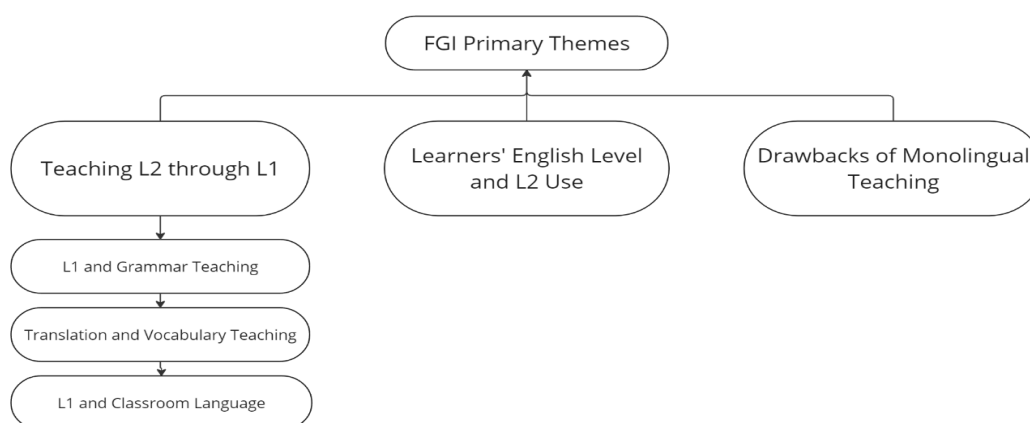 FGI Primary Themes
Teaching L2 through L1
Learners' English Level
and L2 Use
Drawbacks of Monolingual
Teaching
L1 and Grammar Teaching
Translation and Vocabulary Teaching
L1 and Classroom Language